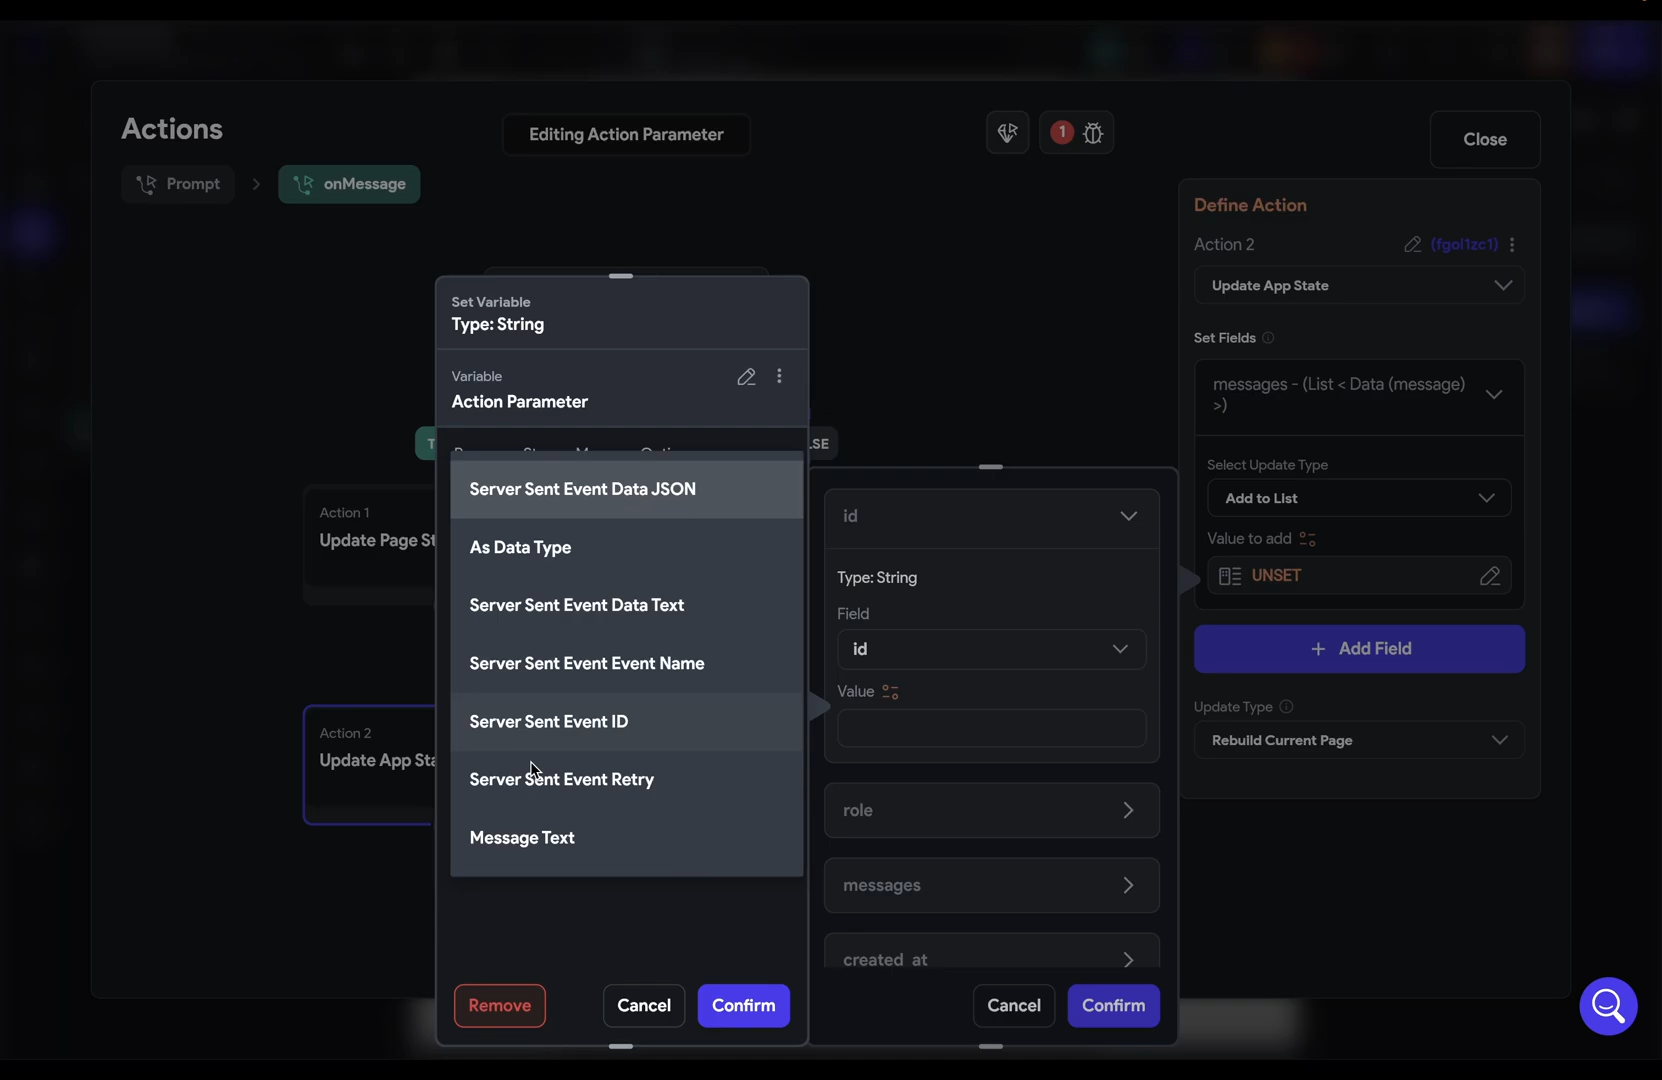 Actions
Editing Action Parameter
1
Close
Prompt
onMessage
Define Action
Action 2
(fgol1zc1)
Update App State
Set Fields
messages - (List < Data (message)
>)
Select Update Type
Add to List
Value to add
UNSET
+ Add Field
Update Type
Rebuild Current Page
Set Variable
Type: String
Variable
Action Parameter
T
LSE
Server Sent Event Data JSON
As Data Type
Server Sent Event Data Text
Server Sent Event Event Name
Server Sent Event ID
Server Sent Event Retry
Message Text
Remove
Cancel
Confirm
Action 1
Update Page St
Action 2
Update App Sta
id
Type: String
Field
id
Value
role
messages
created at
Cancel
Confirm